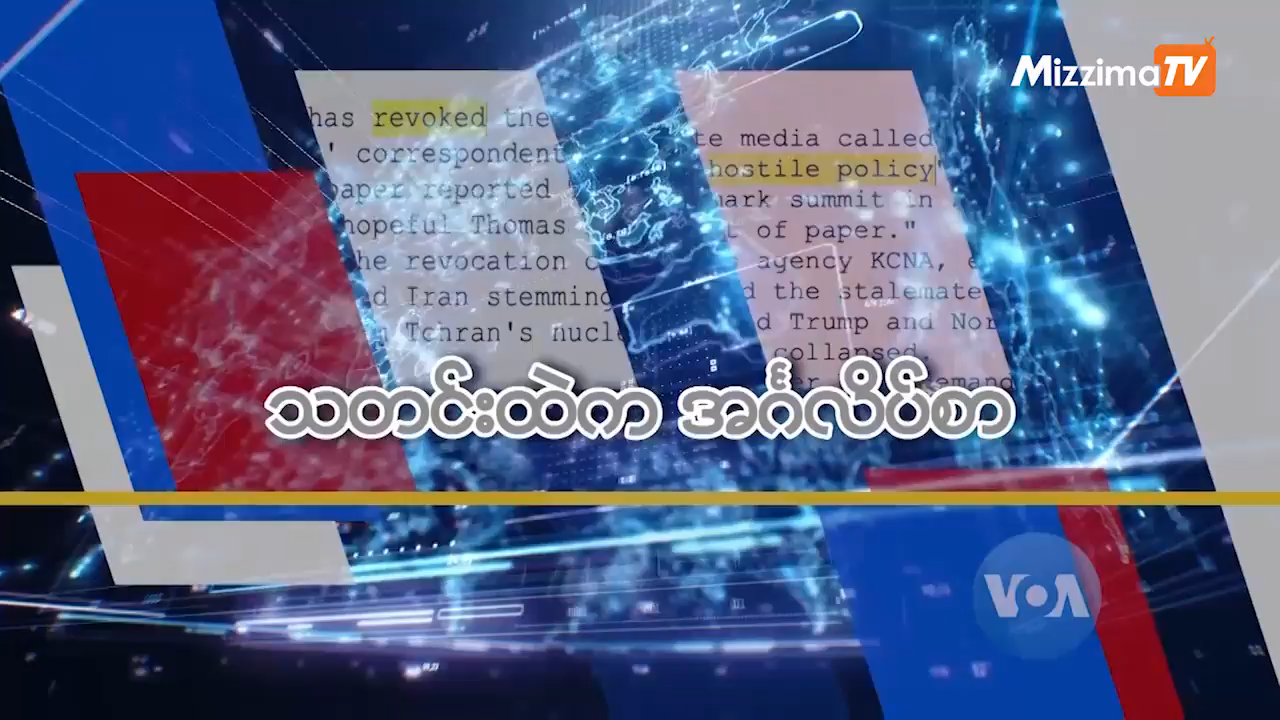 MizzimaTV
has revoked the
' correspondent
paper reported
hopeful Thomas
he revocation
d Iran stemming
Tehran's nucl
te media called
hostile policy"
mark summit in
t of paper."
agency KCNA, e
d the stalemate
d Trump and Nor
collapsed.
emand
သတင်းထဲက အင်္ဂလိပ်စာ
VOA